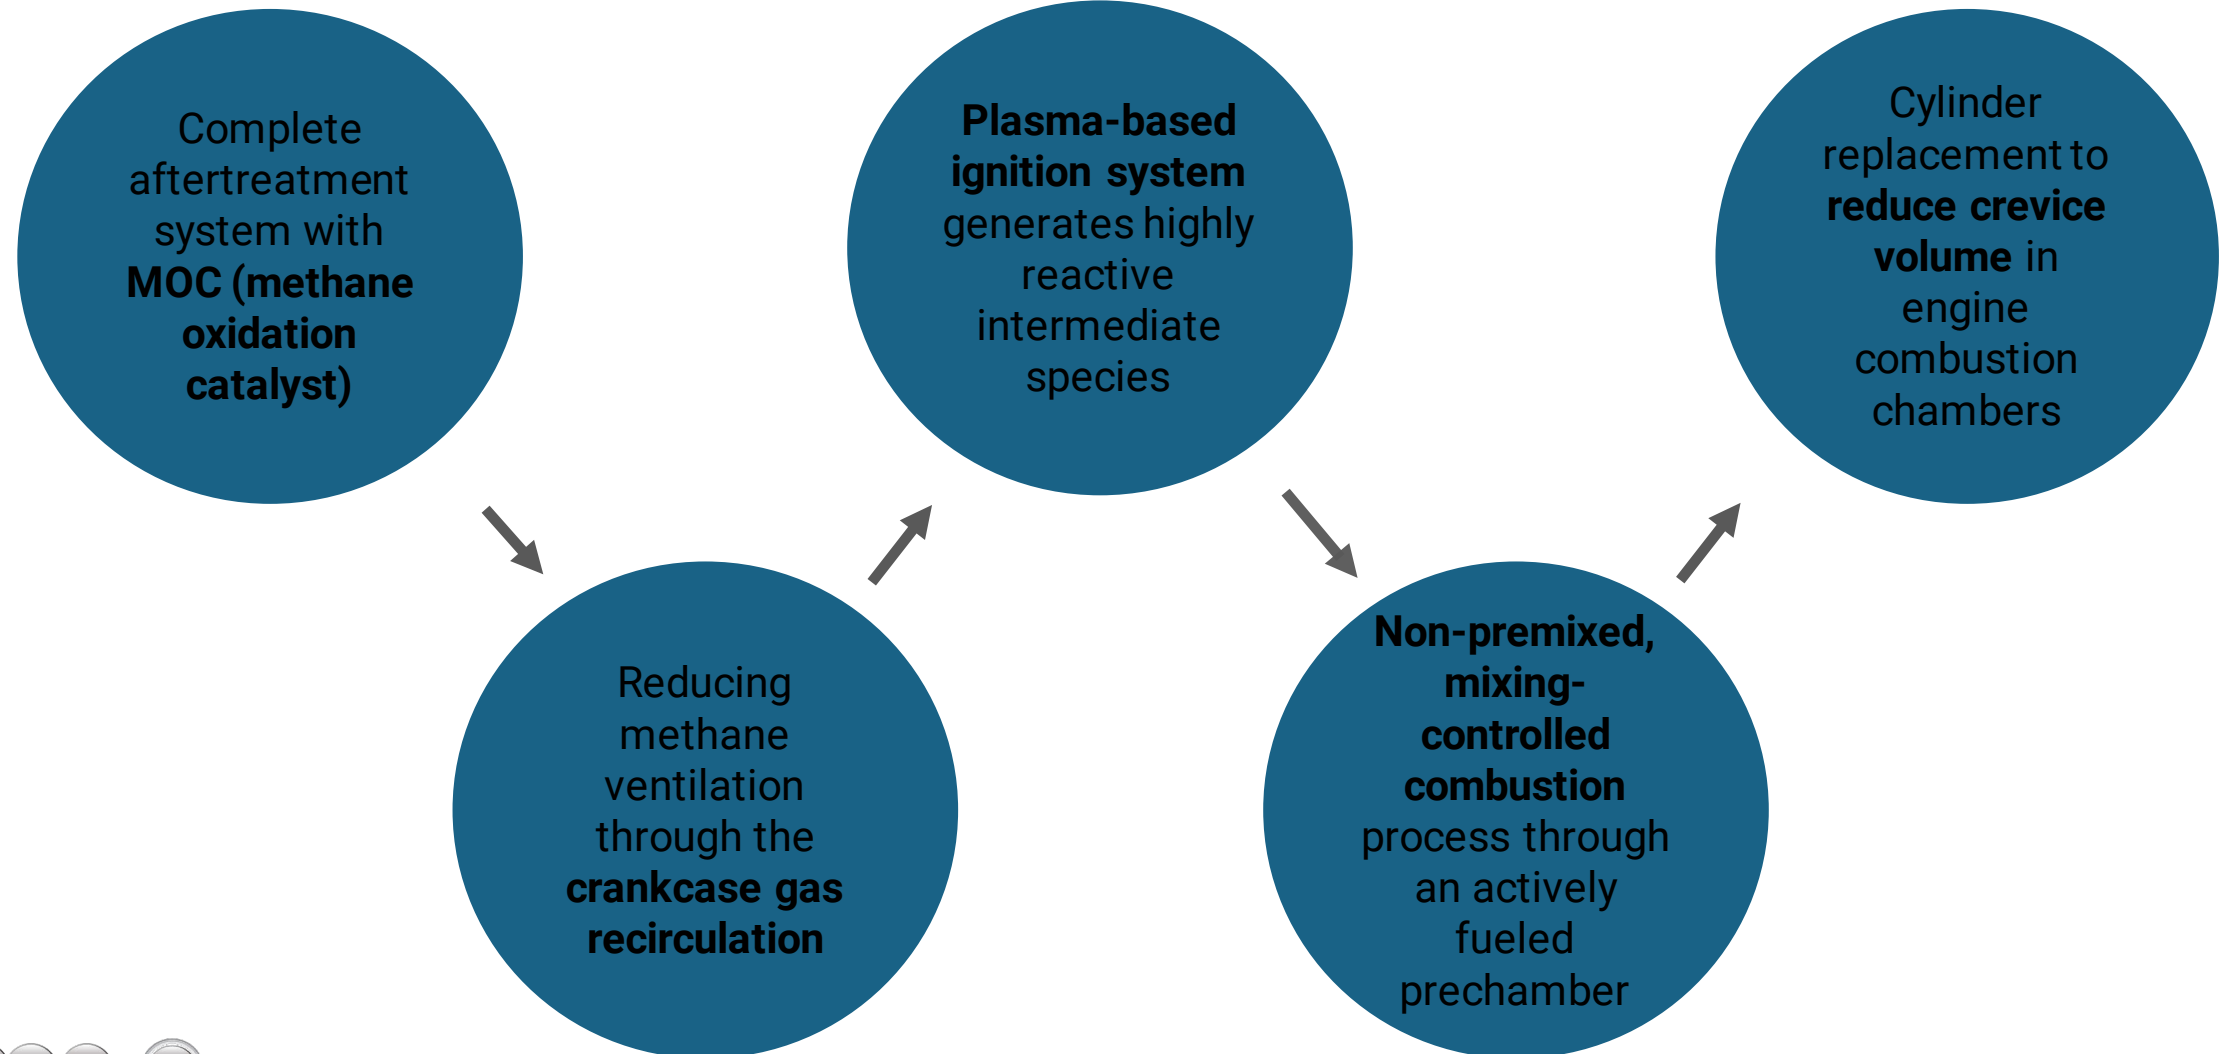 Complete
aftertreatment
system with
MOC (methane
oxidation
catalyst)
Reducing
methane
ventilation
through the
crankcase gas
recirculation
Plasma-based
ignition system
generates highly
reactive
intermediate
species
Non-premixed,
mixing-
controlled
combustion
process through
an actively
fueled
prechamber
Cylinder
replacement to
reduce crevice
volume in
engine
combustion
chambers